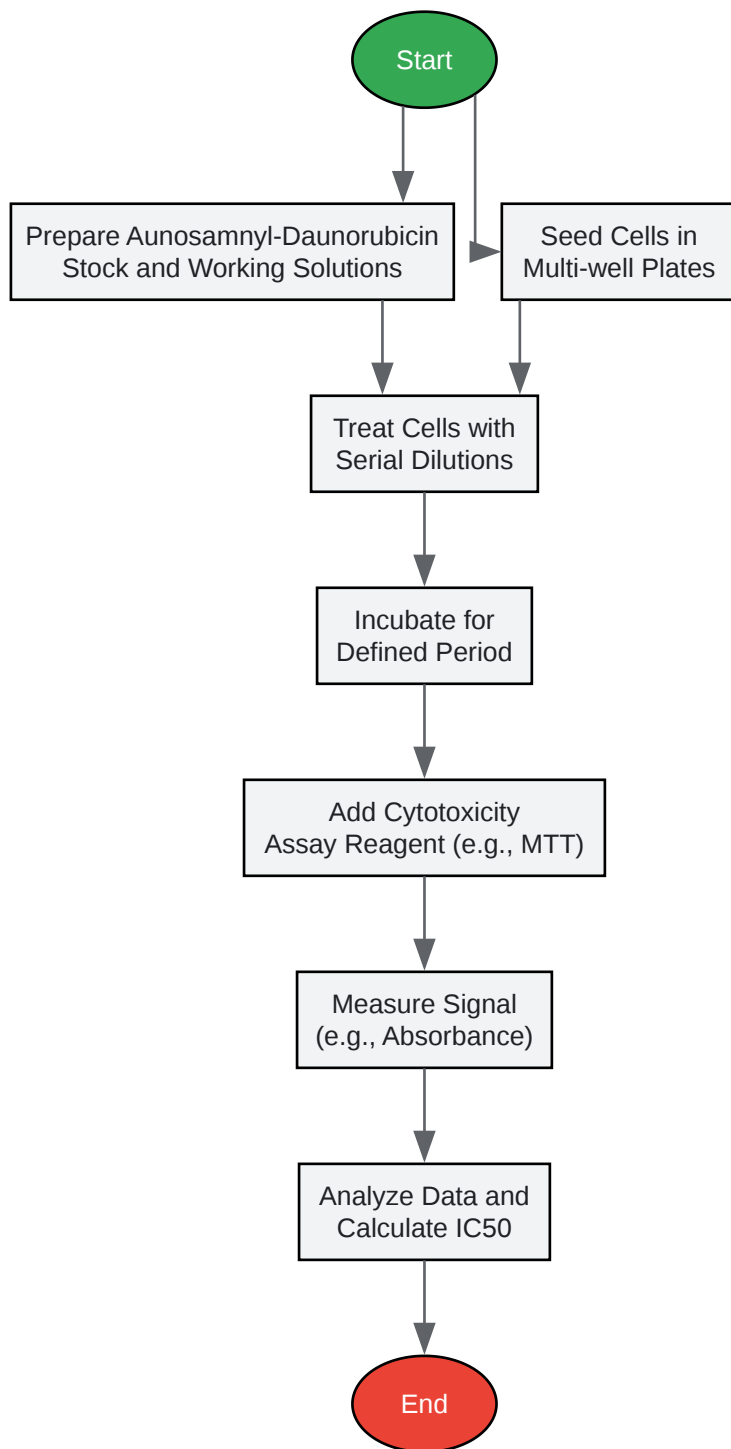 Start
Prepare Aunosamnyl-Daunorubicin
Stock and Working Solutions
Seed Cells in
Multi-well Plates
Treat Cells with
Serial Dilutions
Incubate for
Defined Period
Add Cytotoxicity
Assay Reagent (e.g., MTT)
Measure Signal
(e.g., Absorbance)
Analyze Data and
Calculate IC50
End